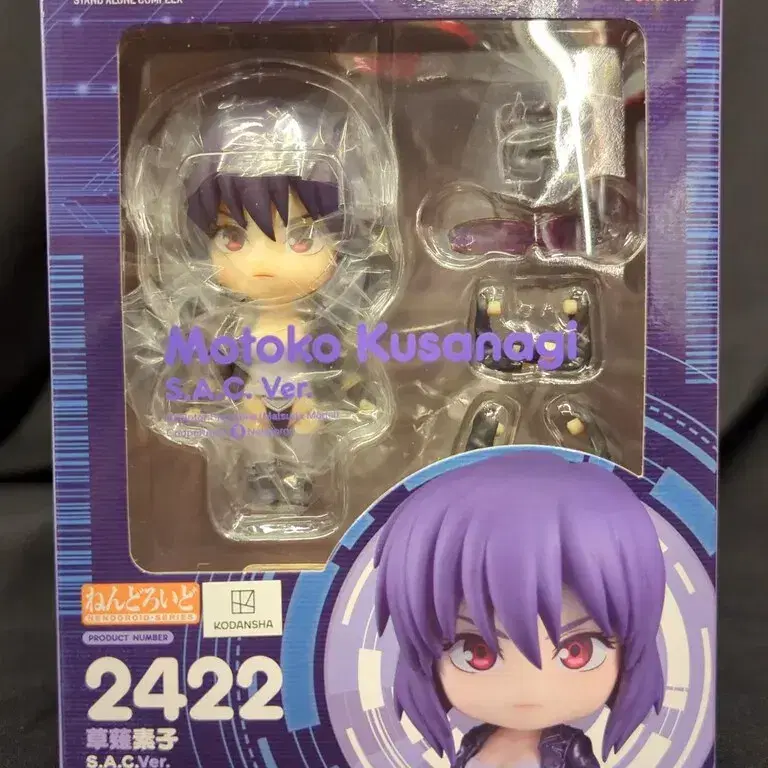 STAND ALONE COMPLEX
Motoko Kusanagi
S.A.C. Ver.
ねんどろいど
NENDOROID·SERIES
KODANSHA
PRODUCT NUMBER
2422
草薙素子
S.A.C.Ver.